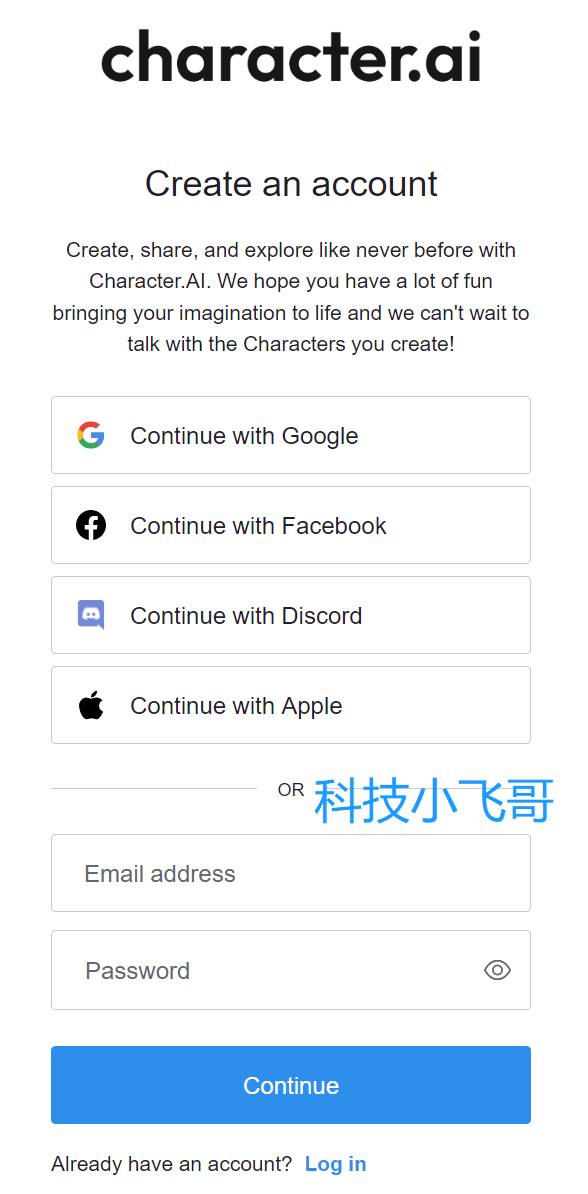 character.ai
Create an account
Create, share, and explore like never before with
Character.AI. We hope you have a lot of fun
bringing your imagination to life and we can't wait to
talk with the Characters you create!
Continue with Google
Continue with Facebook
Continue with Discord
Continue with Apple
OR 科技小飞哥
Email address
Password
Continue
Already have an account? Log in